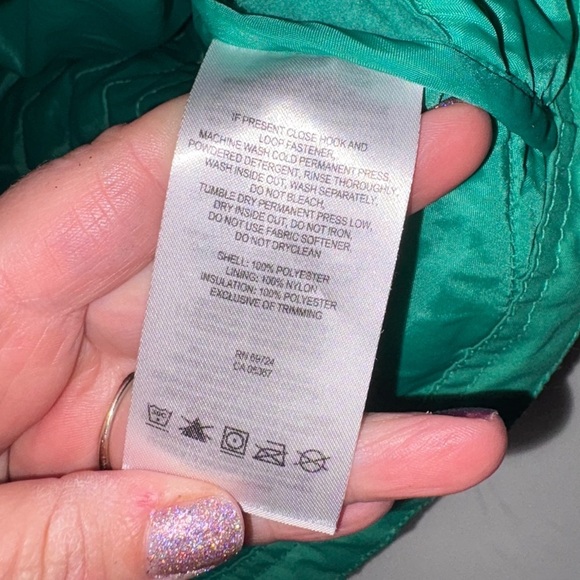 IF PRESENT CLOSE HOOK AND
LOOP FASTENER.
MACHINE WASH COLD PERMANENT PRESS.
POWDERED DETERGENT, RINSE THOROUGHLY.
WASH INSIDE OUT, WASH SEPARATELY.
DO NOT BLEACH.
TUMBLE DRY PERMANENT PRESS LOW.
DRY INSIDE OUT, DO NOT IRON.
DO NOT USE FABRIC SOFTENER.
DO NOT DRYCLEAN
SHELL: 100% POLYESTER
LINING: 100% NYLON
INSULATION: 100% POLYESTER
EXCLUSIVE OF TRIMMING
RN 69724
CA 05367